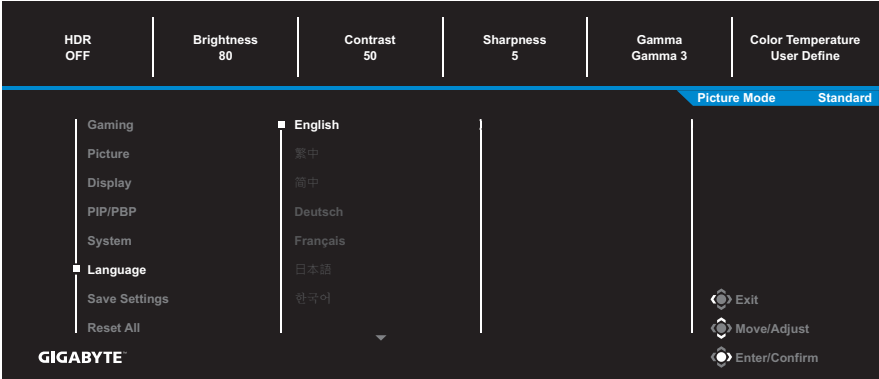 HDR
OFF
Brightness
80
Contrast
50
Sharpness
5
Gamma
Gamma 3
Color Temperature
User Define
Picture Mode Standard
Gaming
Picture
Display
PIP/PBP
System
Language
Save Settings
Reset All
English
繁中
简中
Deutsch
Français
日本語
한국어
Exit
Move/Adjust
Enter/Confirm
GIGABYTE™